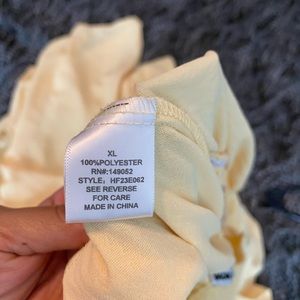 XL
100%POLYESTER
RN#:149052
STYLE：HF23E062
SEE REVERSE
FOR CARE
MADE IN CHINA